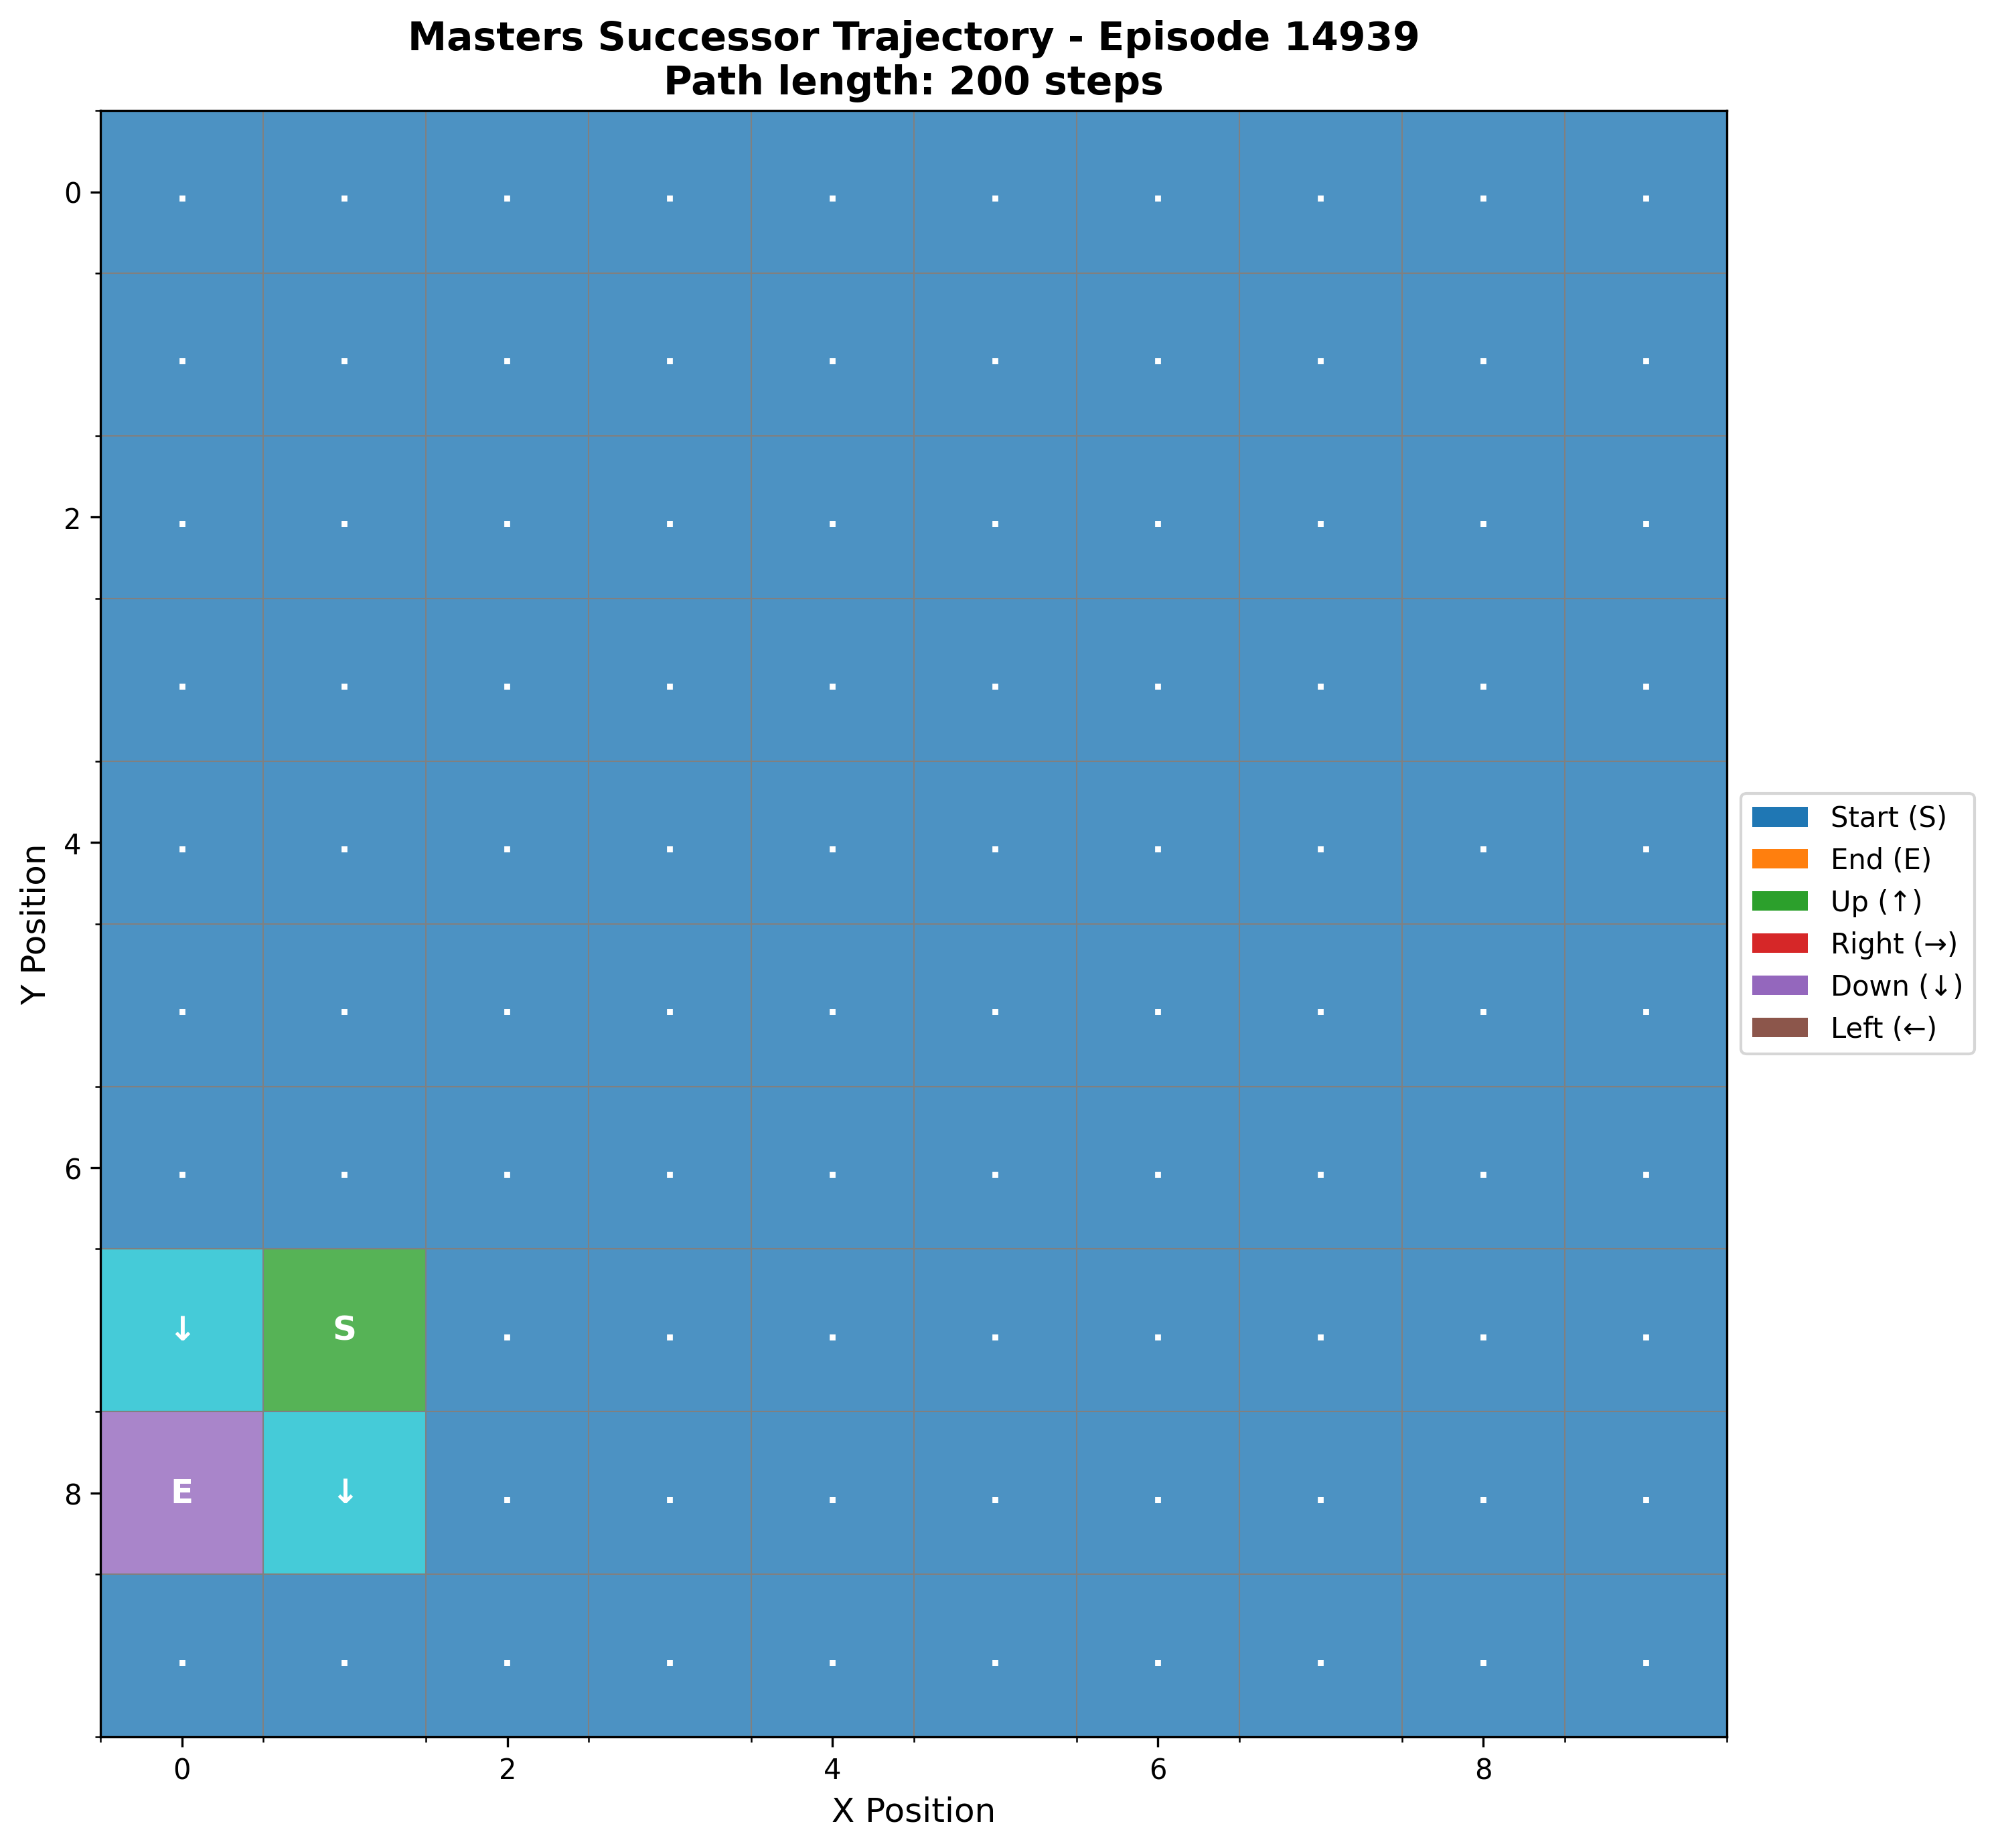 Masters Successor Trajectory - Episode 14939
Path length: 200 steps
Y Position
0
2
4
6
8
↓ S
E ↓
0 2 4 6 8
X Position
Start (S)
End (E)
Up (↑)
Right (→)
Down (↓)
Left (←)